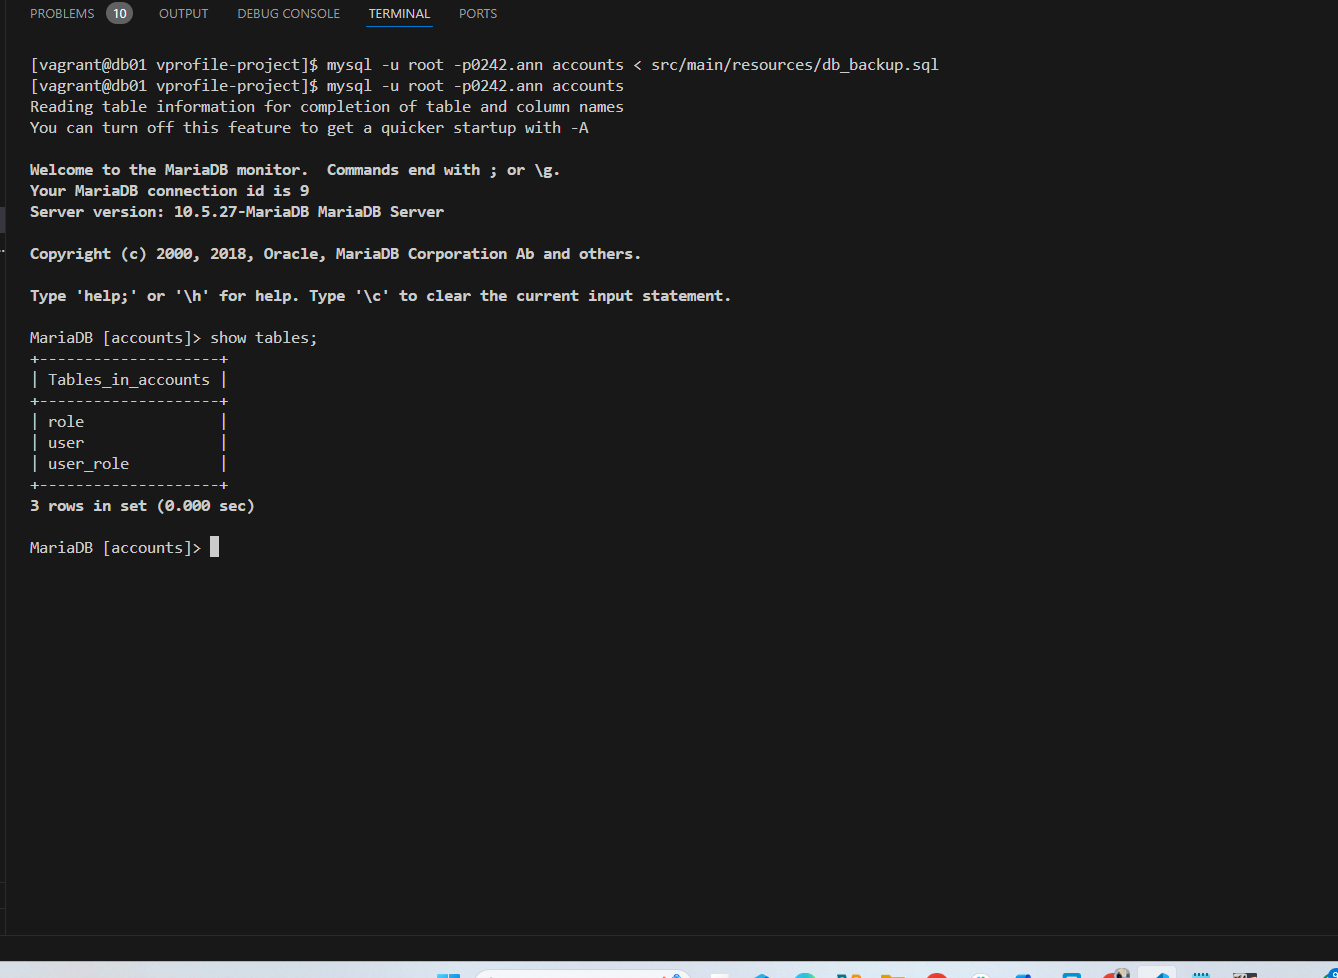 PROBLEMS 10 OUTPUT DEBUG CONSOLE TERMINAL PORTS
[vagrant@db01 vprofile-project]$ mysql -u root -p0242.ann accounts < src/main/resources/db_backup.sql
[vagrant@db01 vprofile-project]$ mysql -u root -p0242.ann accounts
Reading table information for completion of table and column names
You can turn off this feature to get a quicker startup with -A
Welcome to the MariaDB monitor.  Commands end with ; or \g.
Your MariaDB connection id is 9
Server version: 10.5.27-MariaDB MariaDB Server
Copyright (c) 2000, 2018, Oracle, MariaDB Corporation Ab and others.
Type 'help;' or '\h' for help. Type '\c' to clear the current input statement.
MariaDB [accounts]> show tables;
+--------------------+
| Tables_in_accounts |
+--------------------+
| role               |
| user               |
| user_role          |
+--------------------+
3 rows in set (0.000 sec)
MariaDB [accounts]>